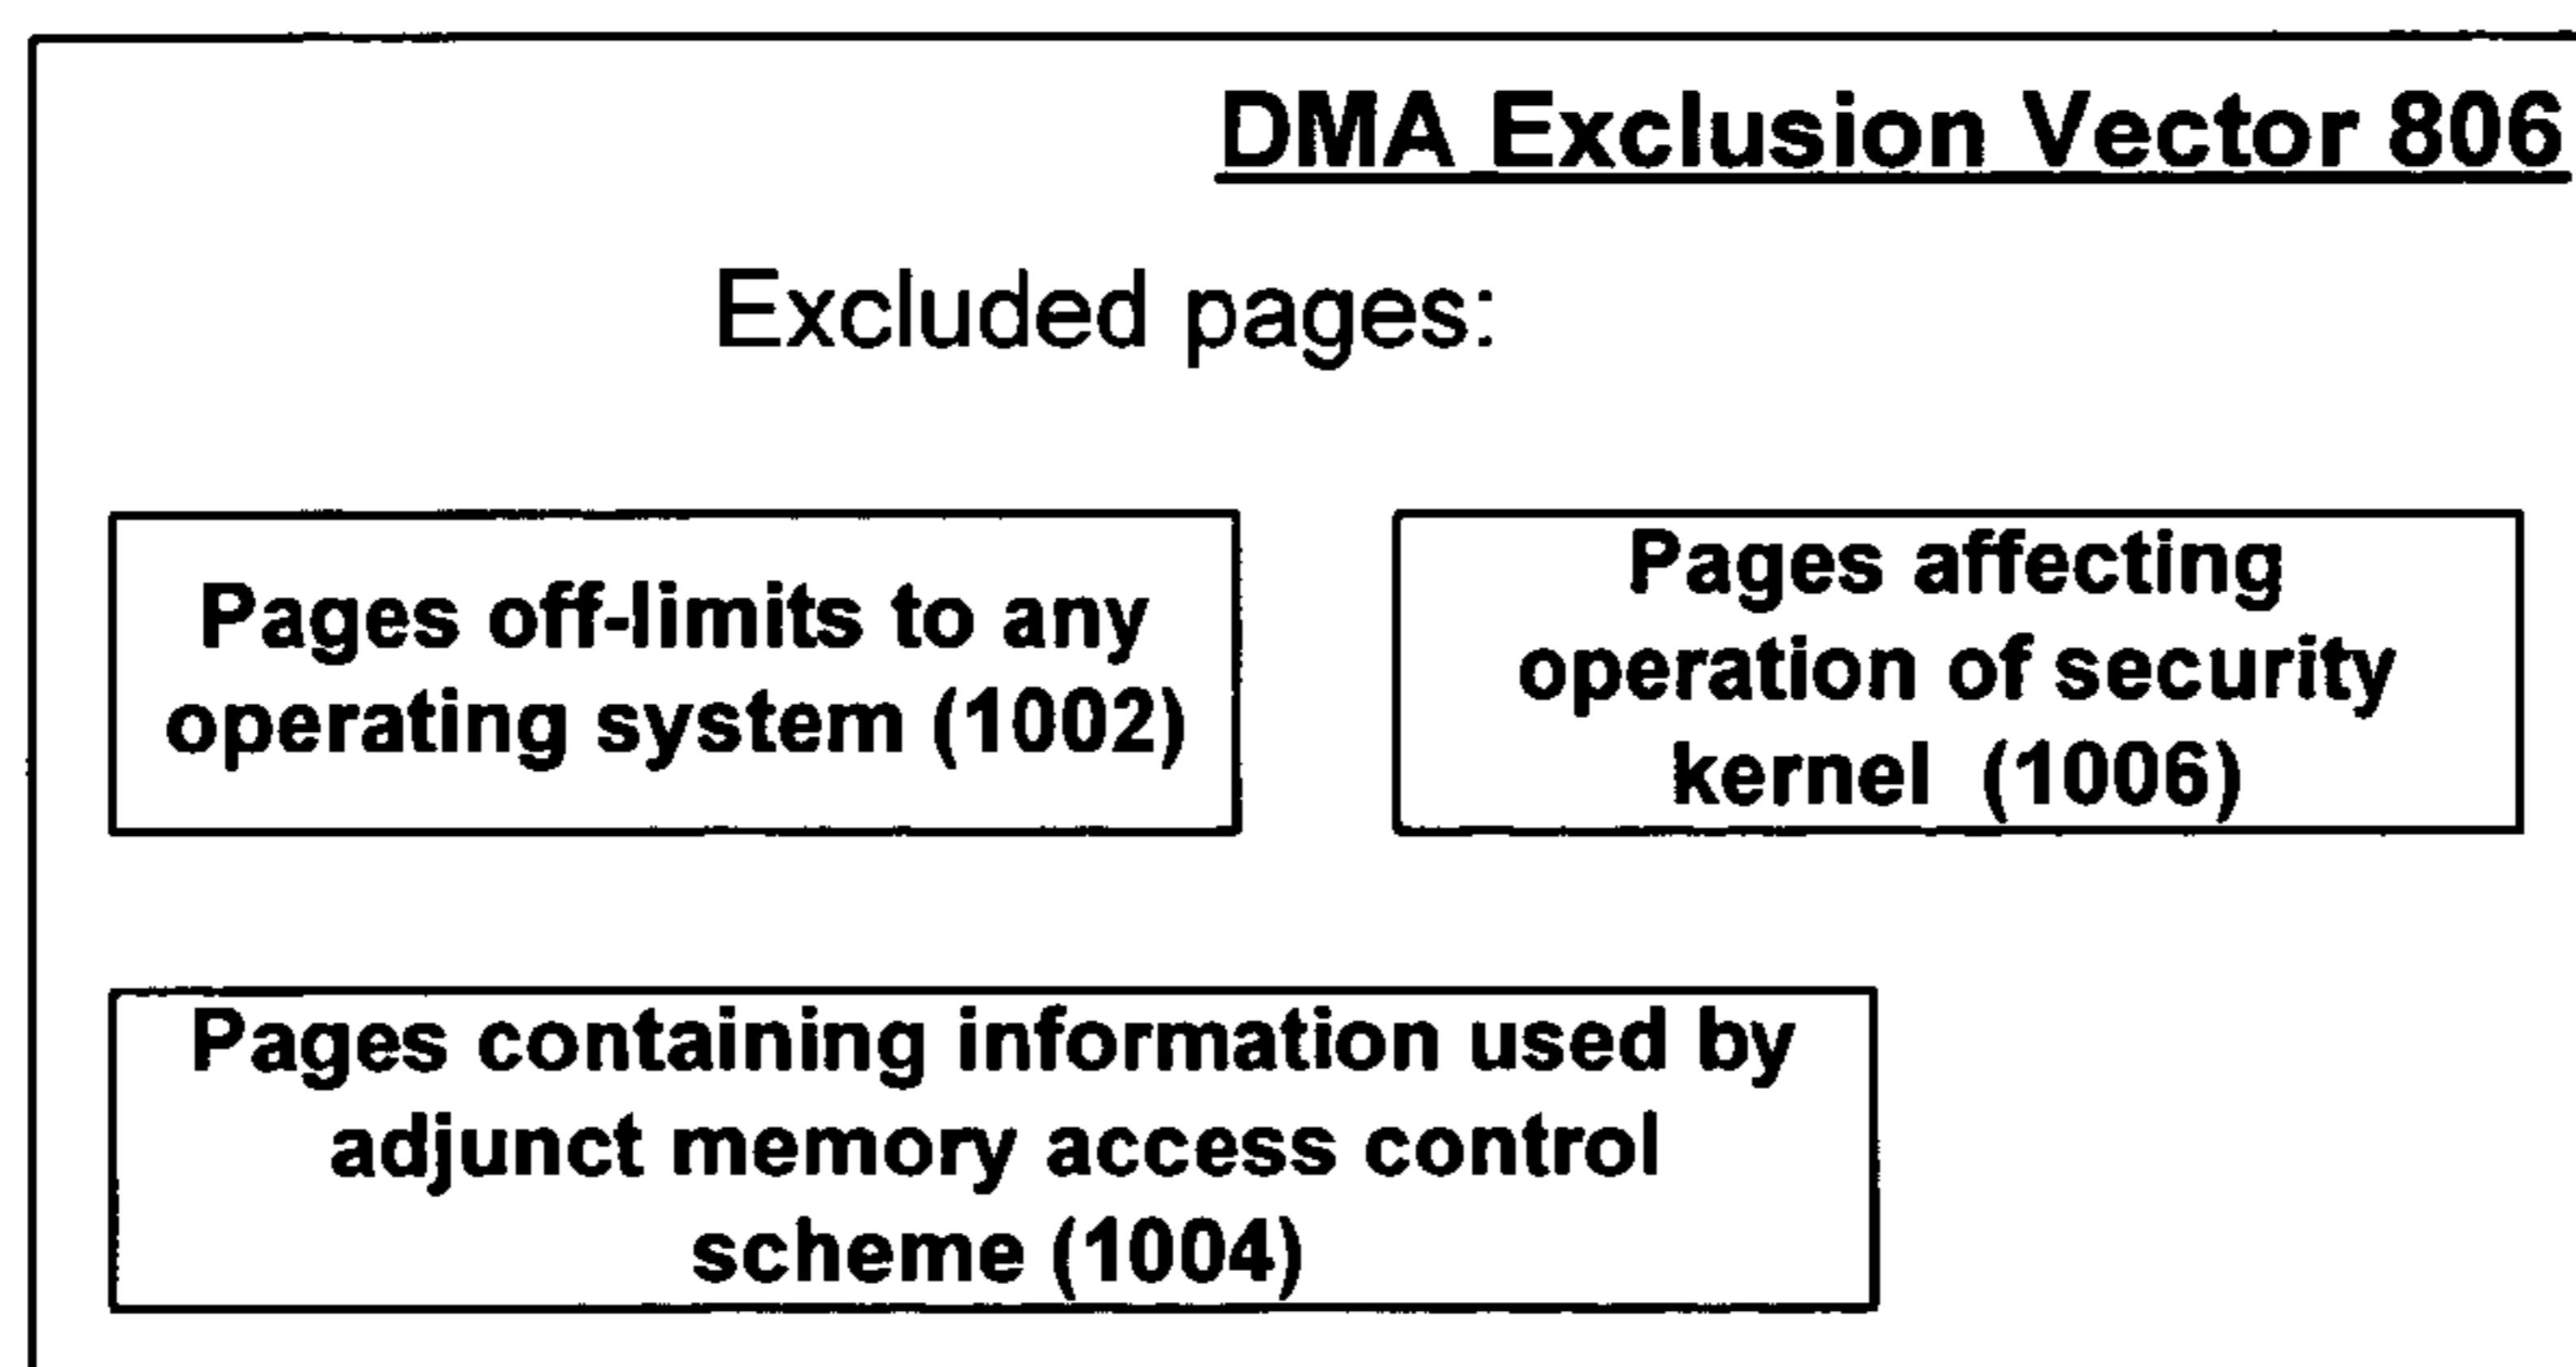 DMA Exclusion Vector 806
Excluded pages:
Pages off-limits to any
operating system (1002)
Pages affecting
operation of security
kernel (1006)
Pages containing information used by
adjunct memory access control
scheme (1004)